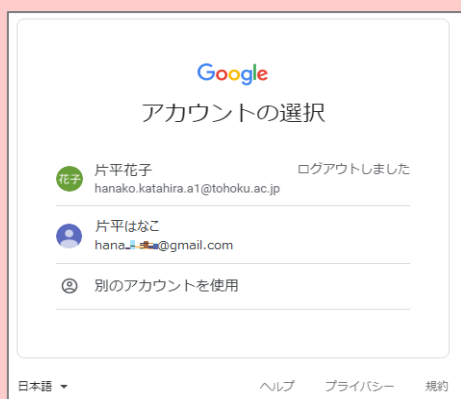 Google
アカウントの選択
花子
片平花子 ログアウトしました
hanako.katahira.a1@tohoku.ac.jp
片平はなこ
hana @gmail.com
別のアカウントを使用
日本語 ヘルプ プライバシー 規約